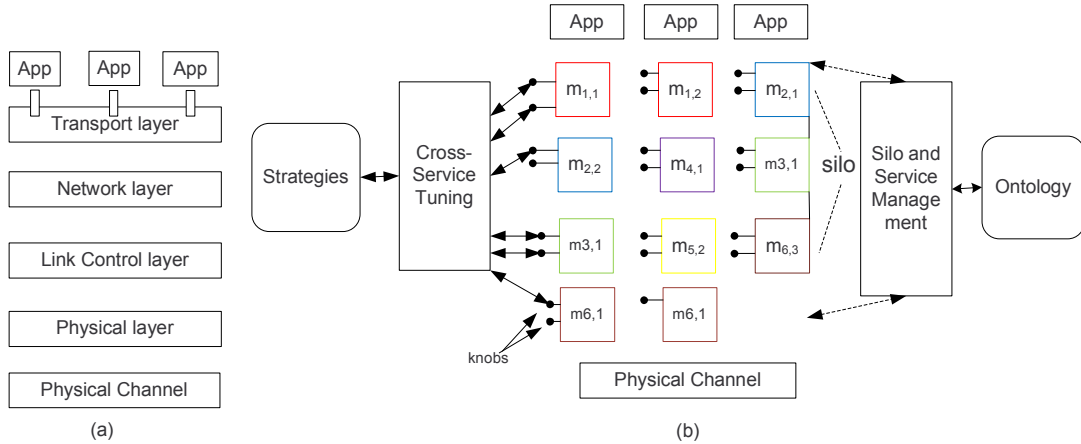 App
App
App
Transport layer
Network layer
Link Control layer
Physical layer
Physical Channel
(a)
Strategies
Cross-
Service
Tuning
App
App
App
m1,1
m1,2
m2,1
m2,2
m4,1
m3,1
m3,1
m5,2
m6,3
m6,1
m6,1
knobs
silo
Silo and
Service
Manage
ment
Ontology
Physical Channel
(b)